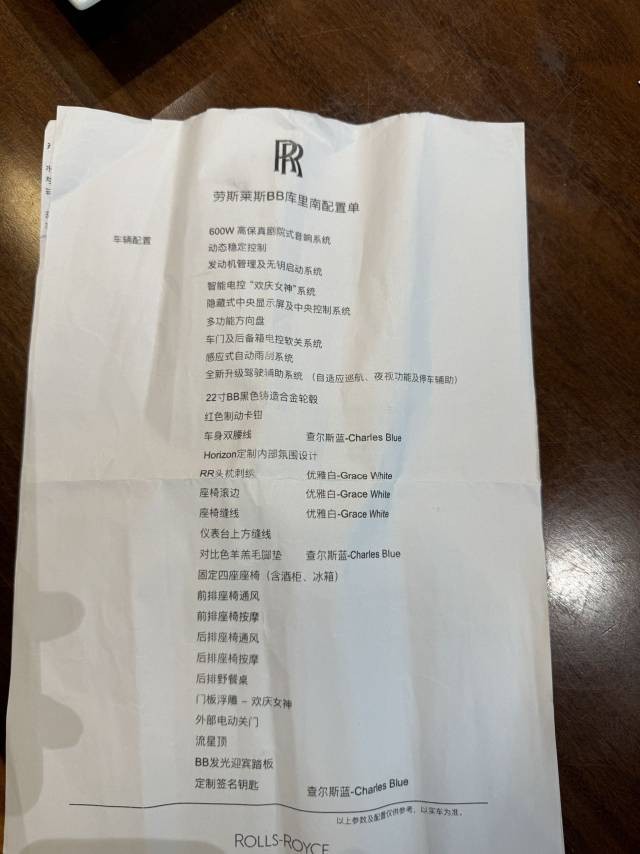 RR
劳斯莱斯BB库里南配置单
车辆配置
600W 高保真剧院式音响系统
动态稳定控制
发动机管理及无钥启动系统
智能电控“欢庆女神”系统
隐藏式中央显示屏及中央控制系统
多功能方向盘
车门及后备箱电控软关系统
感应式自动雨刮系统
全新升级驾驶辅助系统 （自适应巡航、夜视功能及停车辅助）
22寸BB黑色铸造合金轮毂
红色制动卡钳
车身双腰线 查尔斯蓝-Charles Blue
Horizon定制内部氛围设计
RR头枕刺绣 优雅白-Grace White
座椅滚边 优雅白-Grace White
座椅缝线 优雅白-Grace White
仪表台上方缝线
对比色羊羔毛脚垫 查尔斯蓝-Charles Blue
固定四座座椅（含酒柜、冰箱）
前排座椅通风
前排座椅按摩
后排座椅通风
后排座椅按摩
后排野餐桌
门板浮雕 - 欢庆女神
外部电动关门
流星顶
BB发光迎宾踏板
定制签名钥匙 查尔斯蓝-Charles Blue
以上参数及配置仅供参考，以实车为准。
ROLLS-ROYCE